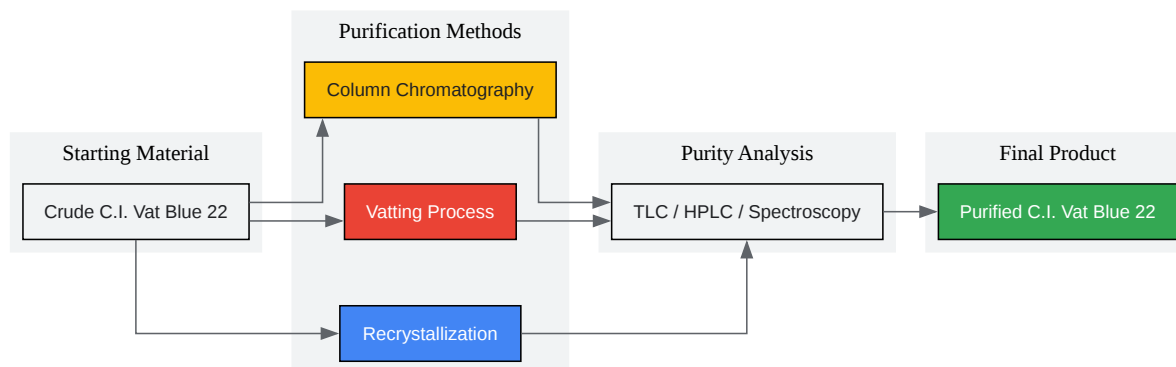 Purification Methods
Column Chromatography
Starting Material
Crude C.I. Vat Blue 22
Vatting Process
Recrystallization
Purity Analysis
TLC / HPLC / Spectroscopy
Final Product
Purified C.I. Vat Blue 22